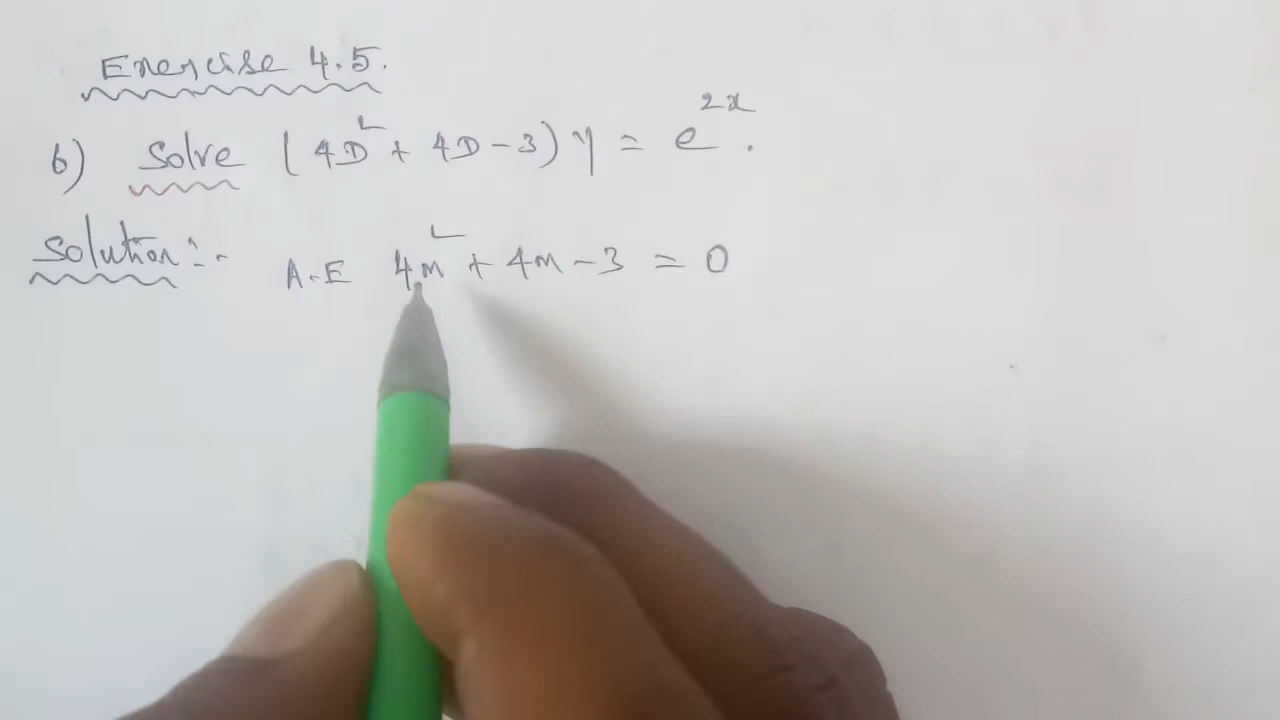 Exercise 4.5.
6) Solve (4D² + 4D - 3) y = e^{2x}.
Solution:-
A.E 4m² + 4m - 3 = 0